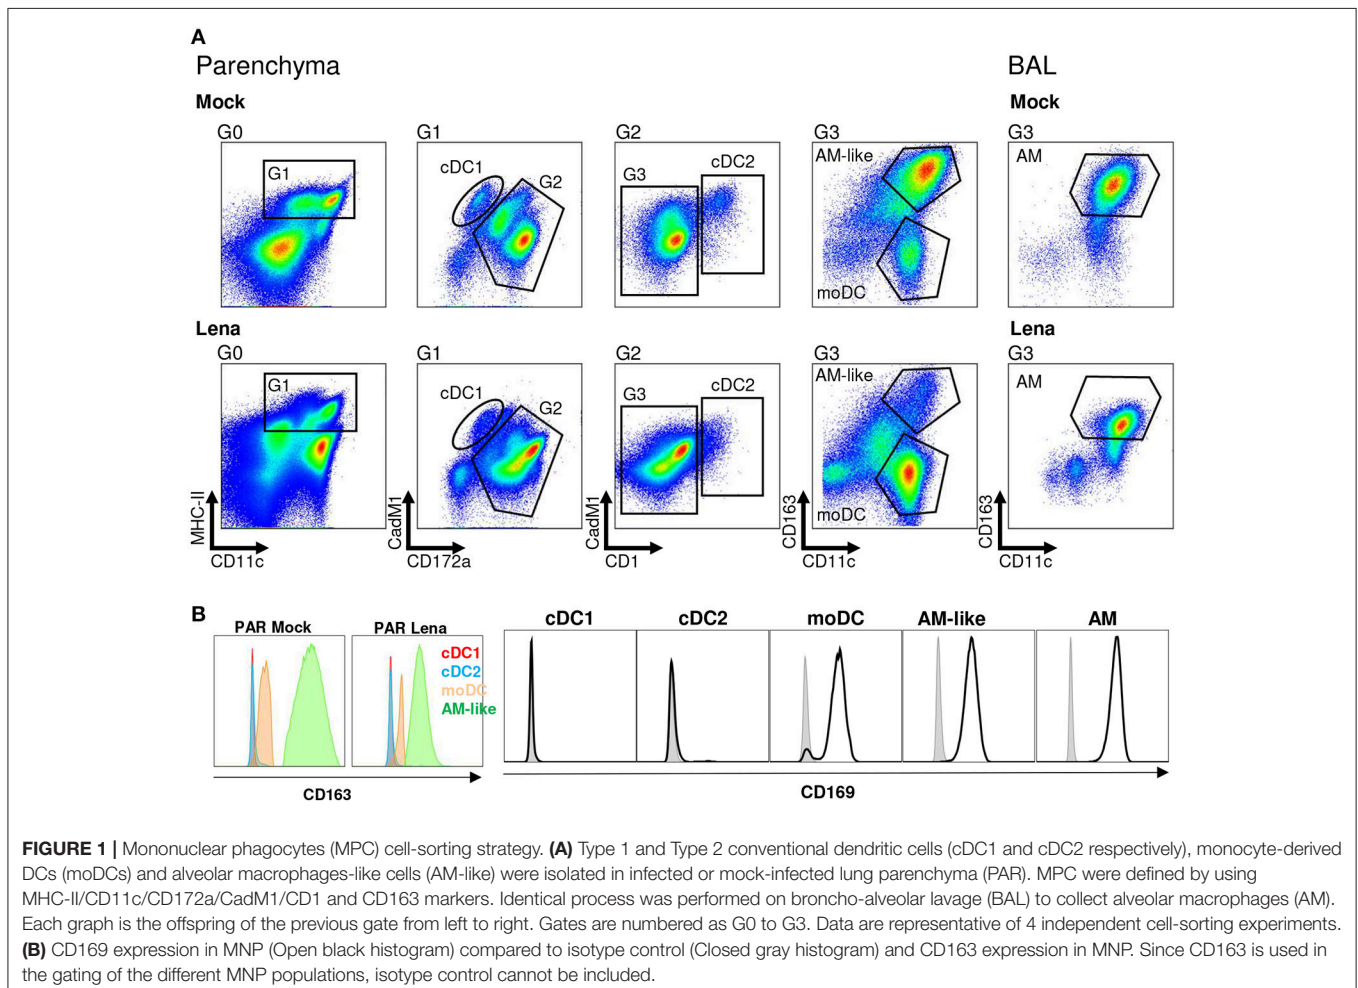 A
Parenchyma
BAL
Mock
Mock
G0
G1
G2
G3
G3
G1
cDC1
G2
G3
cDC2
AM-like
moDC
AM
Lena
Lena
G0
G1
G2
G3
G3
G1
cDC1
G2
G3
cDC2
AM-like
moDC
AM
MHC-II
CD11c
CadM1
CD172a
CadM1
CD1
CD163
CD11c
CD163
CD11c
B
PAR Mock
PAR Lena
cDC1
cDC2
moDC
AM-like
CD163
cDC1
cDC2
moDC
AM-like
AM
CD169
FIGURE 1 | Mononuclear phagocytes (MPC) cell-sorting strategy. (A) Type 1 and Type 2 conventional dendritic cells (cDC1 and cDC2 respectively), monocyte-derived
DCs (moDCs) and alveolar macrophages-like cells (AM-like) were isolated in infected or mock-infected lung parenchyma (PAR). MPC were defined by using
MHC-II/CD11c/CD172a/CadM1/CD1 and CD163 markers. Identical process was performed on broncho-alveolar lavage (BAL) to collect alveolar macrophages (AM).
Each graph is the offspring of the previous gate from left to right. Gates are numbered as G0 to G3. Data are representative of 4 independent cell-sorting experiments.
(B) CD169 expression in MNP (Open black histogram) compared to isotype control (Closed gray histogram) and CD163 expression in MNP. Since CD163 is used in
the gating of the different MNP populations, isotype control cannot be included.